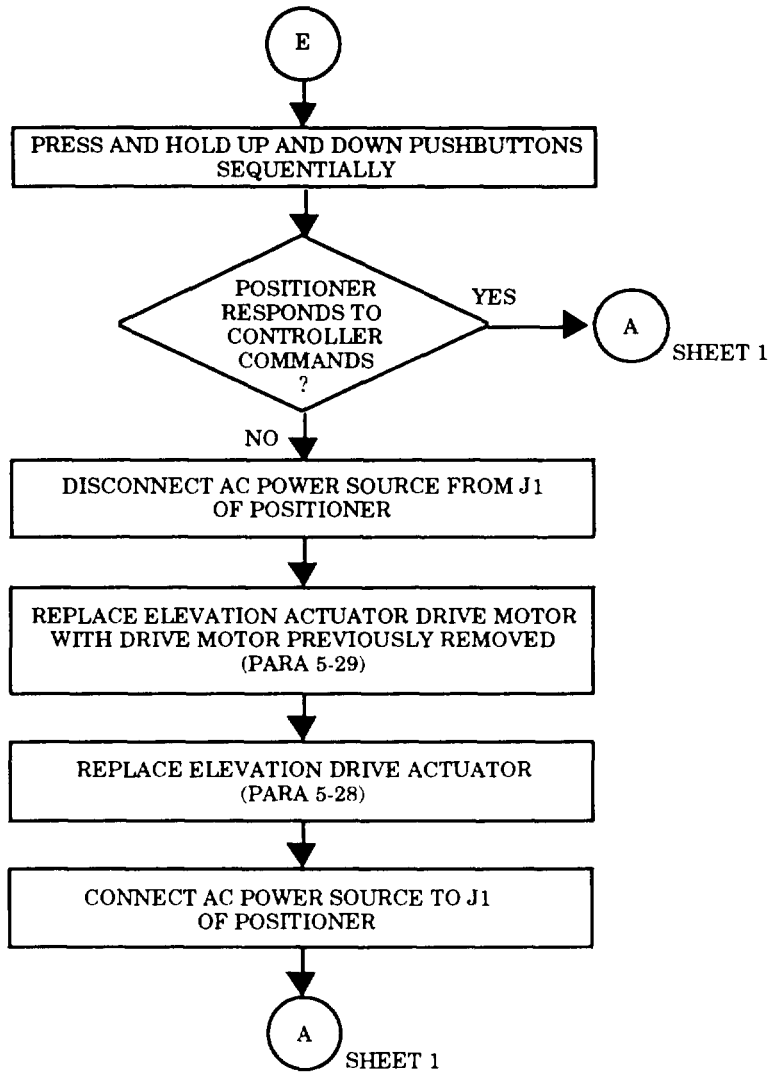 E
PRESS AND HOLD UP AND DOWN PUSHBUTTONS
SEQUENTIALLY
POSITIONER
RESPONDS TO
CONTROLLER
COMMANDS
?
YES
A
SHEET 1
NO
DISCONNECT AC POWER SOURCE FROM J1
OF POSITIONER
REPLACE ELEVATION ACTUATOR DRIVE MOTOR
WITH DRIVE MOTOR PREVIOUSLY REMOVED
(PARA 5-29)
REPLACE ELEVATION DRIVE ACTUATOR
(PARA 5-28)
CONNECT AC POWER SOURCE TO J1
OF POSITIONER
A
SHEET 1